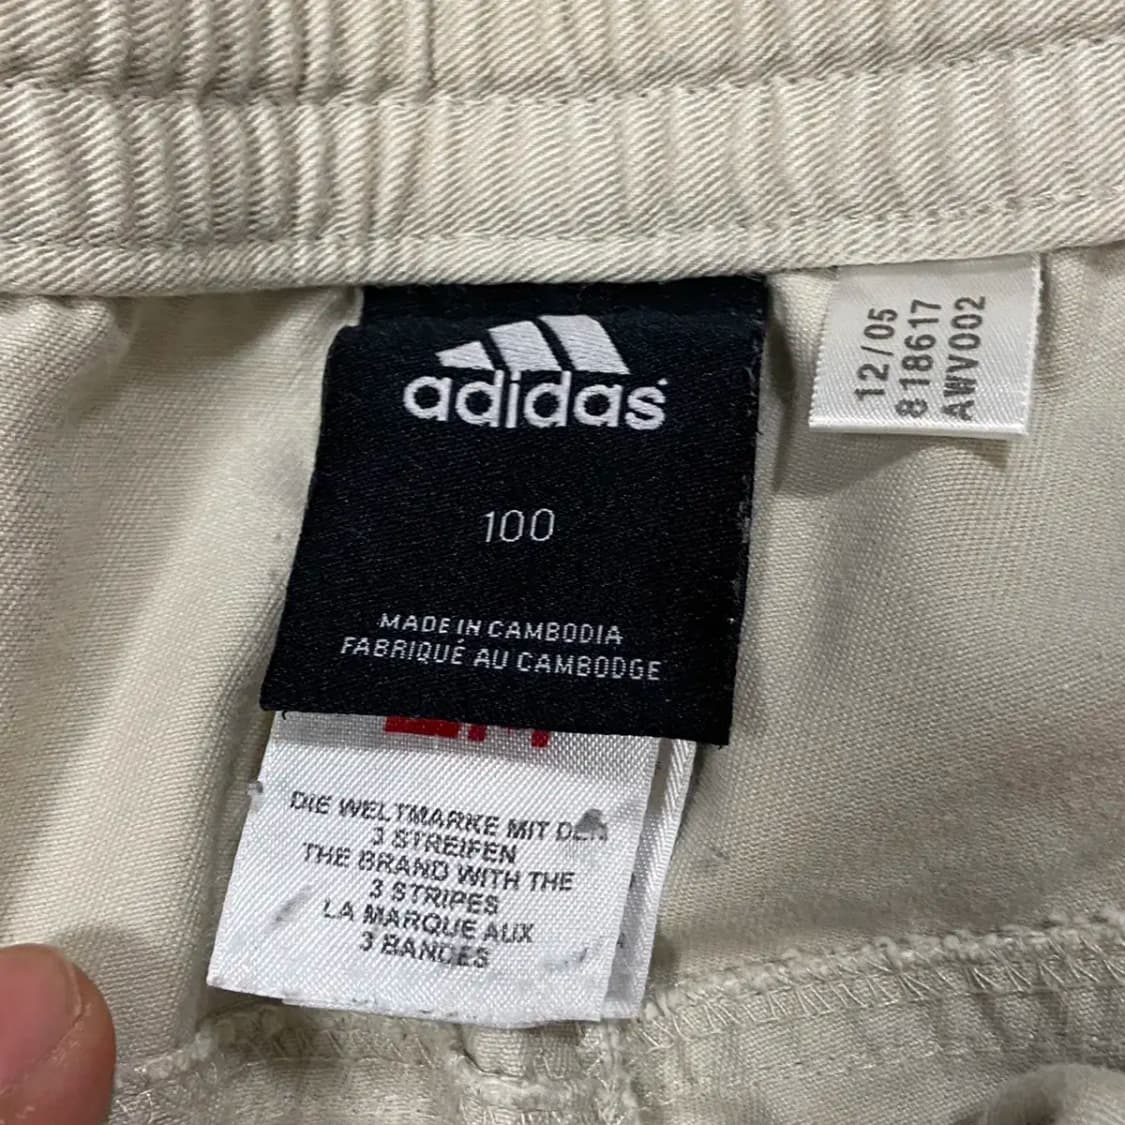 adidas
100
MADE IN CAMBODIA
FABRIQUÉ AU CAMBODGE
DIE WELTMARKE MIT DEN
3 STREIFEN
THE BRAND WITH THE
3 STRIPES
LA MARQUE AUX
3 BANDES
12/05
818617
AWV002